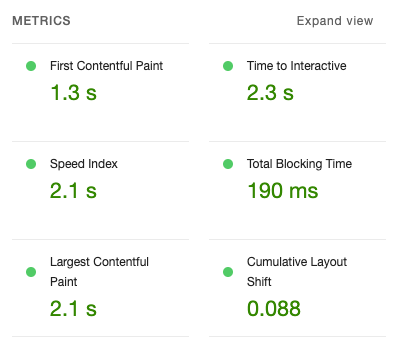 METRICS Expand view
First Contentful Paint
1.3 s
Time to Interactive
2.3 s
Speed Index
2.1 s
Total Blocking Time
190 ms
Largest Contentful
Paint
2.1 s
Cumulative Layout
Shift
0.088